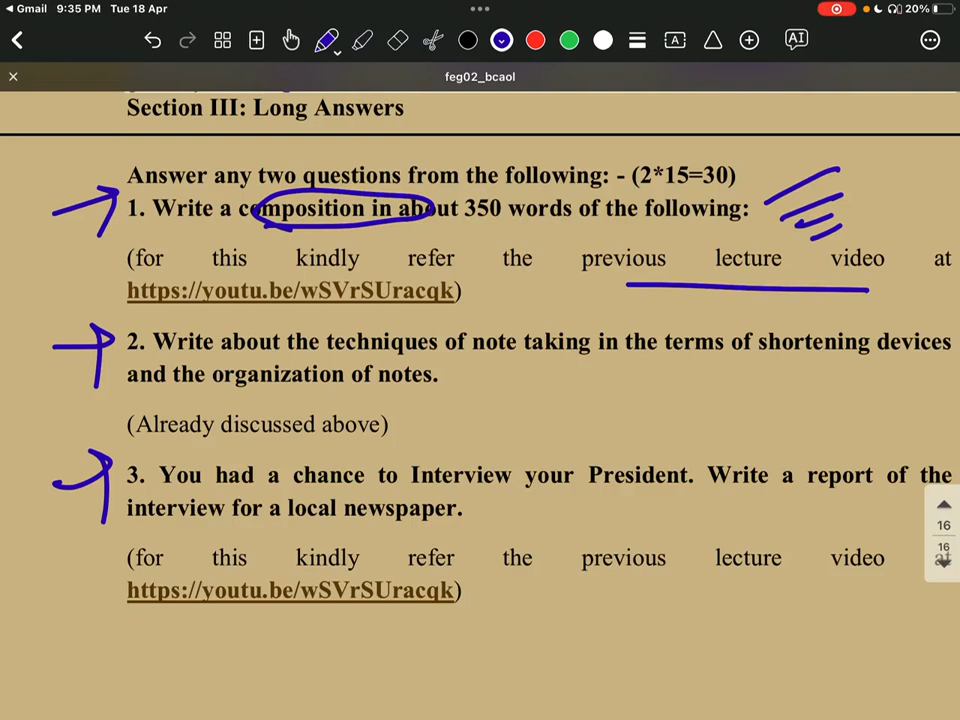 Gmail 9:35 PM Tue 18 Apr 20%
A AI
feg02_bcaol
Section III: Long Answers
Answer any two questions from the following: - (2*15=30)
1. Write a composition in about 350 words of the following:
(for this kindly refer the previous lecture video at
https://youtu.be/wSVrSUracqk)
2. Write about the techniques of note taking in the terms of shortening devices
and the organization of notes.
(Already discussed above)
3. You had a chance to Interview your President. Write a report of the
interview for a local newspaper.
16
16
(for this kindly refer the previous lecture video at
https://youtu.be/wSVrSUracqk)